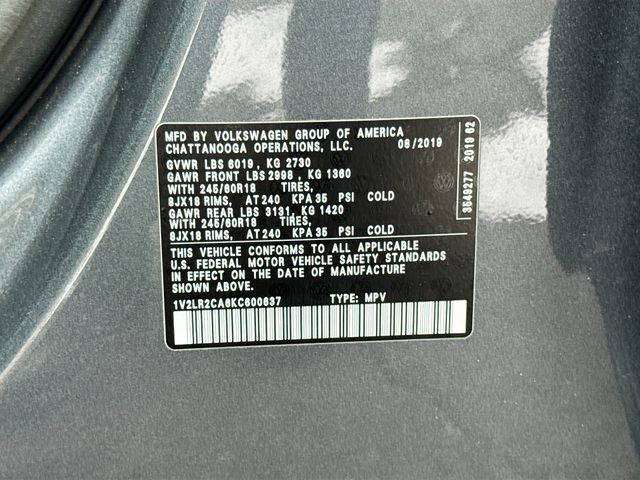 MFD BY VOLKSWAGEN GROUP OF AMERICA
CHATTANOOGA OPERATIONS, LLC. 08/2019
GVWR LBS 6019 , KG 2730
GAWR FRONT LBS 2998 , KG 1360
WITH 245/60R18 TIRES,
8JX18 RIMS, AT 240 KPA 35 PSI COLD
GAWR REAR LBS 3131, KG 1420
WITH 245/60R18 TIRES,
8JX18 RIMS, AT 240 KPA 35 PSI COLD
THIS VEHICLE CONFORMS TO ALL APPLICABLE
U.S. FEDERAL MOTOR VEHICLE SAFETY STANDARDS
IN EFFECT ON THE DATE OF MANUFACTURE
SHOWN ABOVE.
1V2LR2CA6KC600637 TYPE: MPV
3549277 2019 62